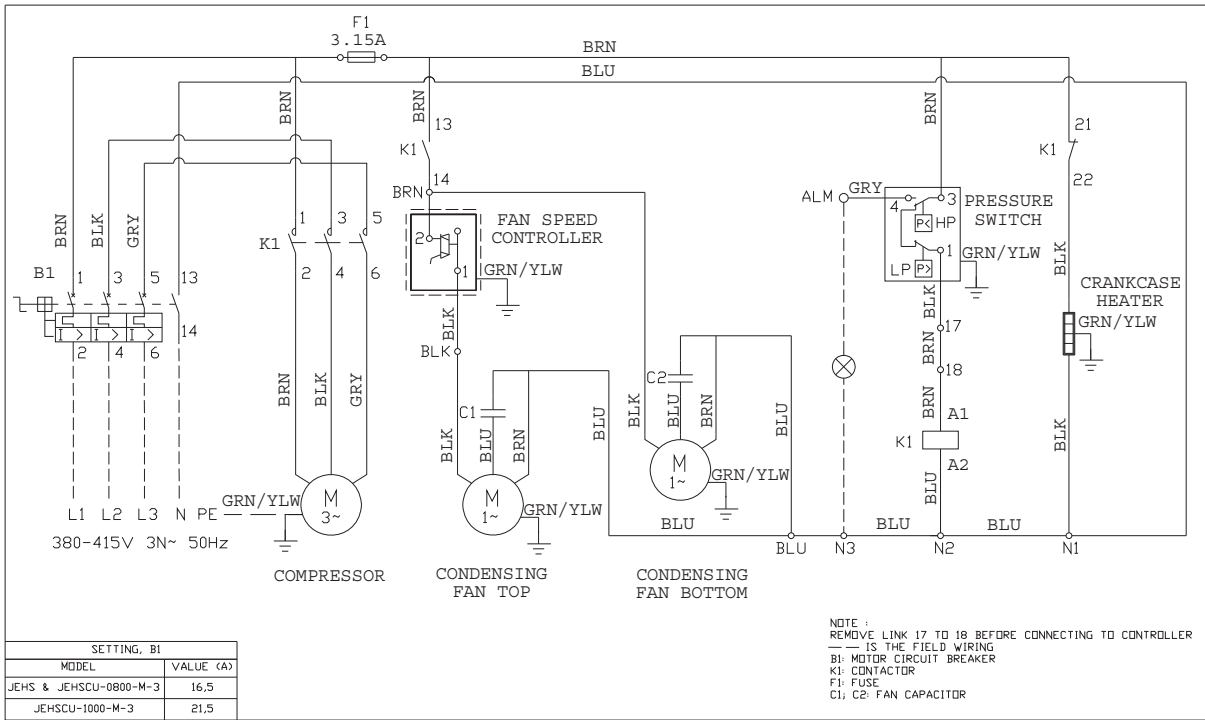 F1
3.15A
BRN
BLU
BRN
BRN
BRN
13
K1
14
BRN
21
K1
22
ALM
GRY
4
3
PRESSURE
SWITCH
P<
HP
LP
P>
1
GRN/YLW
1
3
5
K1
2
4
6
2
1
FAN SPEED
CONTROLLER
GRN/YLW
BRN
BLK
GRY
B1
1
3
5
13
I >
I >
I >
2
4
6
14
BLK
BLK
BLK
17
BRN
18
BLK
CRANKCASE
HEATER
GRN/YLW
BRN
BLK
GRY
C1
BLK
BLU
BRN
BLU
C2
BLK
BLU
BRN
BLU
BRN
A1
K1
A2
BLU
BLK
M
3~
M
1~
M
1~
GRN/YLW
GRN/YLW
GRN/YLW
L1
L2
L3
N
PE
380-415V 3N~ 50Hz
BLU
BLU
BLU
BLU
N3
N2
N1
COMPRESSOR
CONDENSING
FAN TOP
CONDENSING
FAN BOTTOM
NOTE :
REMOVE LINK 17 TO 18 BEFORE CONNECTING TO CONTROLLER
— — IS THE FIELD WIRING
B1: MOTOR CIRCUIT BREAKER
K1: CONTACTOR
F1: FUSE
C1; C2: FAN CAPACITOR
SETTING, B1
MODEL VALUE (A)
JEHS & JEHSCU-0800-M-3 16,5
JEHSCU-1000-M-3 21,5